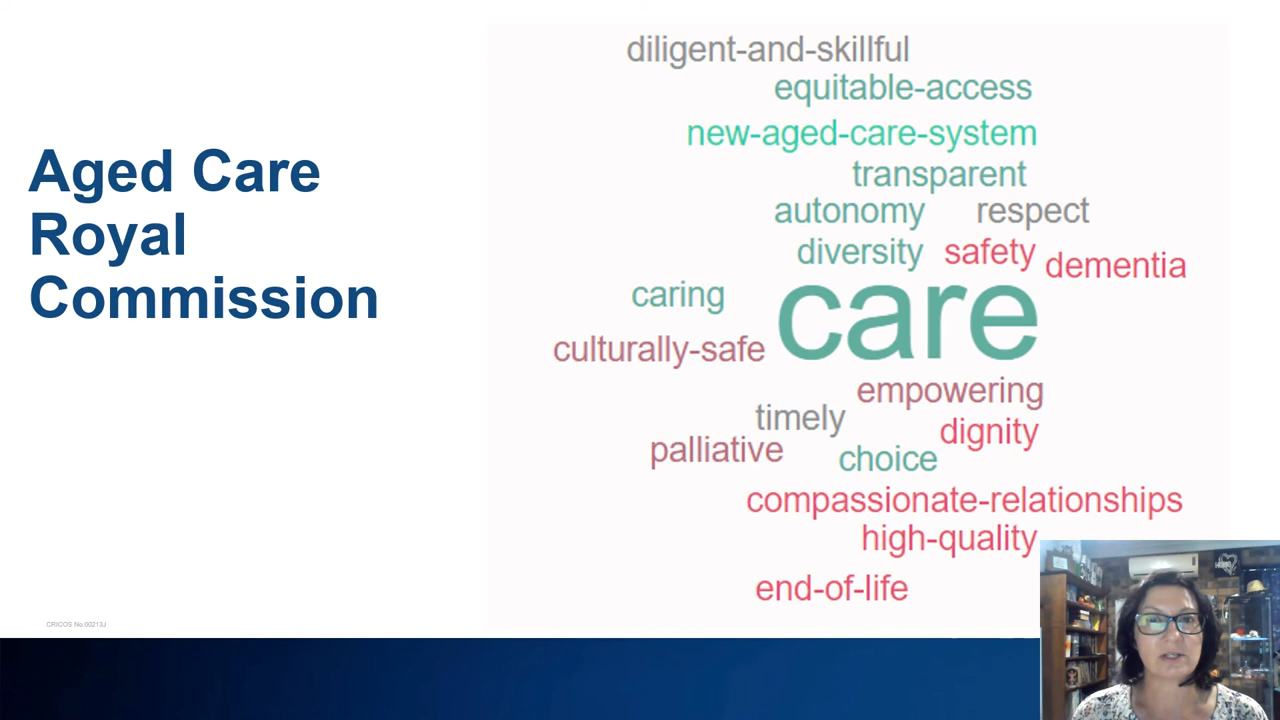 Aged Care
Royal
Commission
diligent-and-skillful
equitable-access
new-aged-care-system
transparent
autonomy respect
diversity safety dementia
caring
care
culturally-safe
empowering
timely
dignity
palliative
choice
compassionate-relationships
high-quality
end-of-life
CRICOS No.00213J